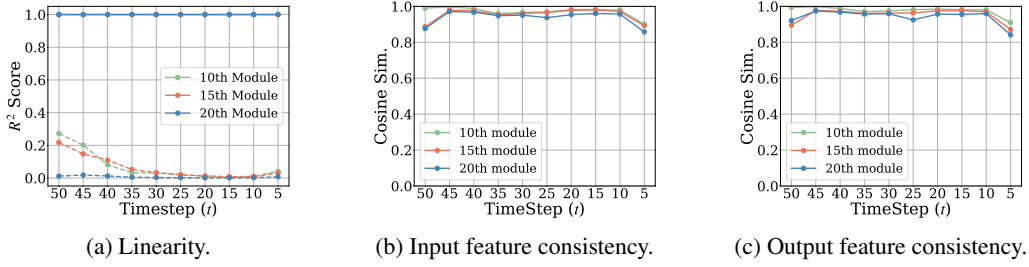 R² Score
1.0
0.8
0.6
0.4
0.2
0.0
10th Module
15th Module
20th Module
50 45 40 35 30 25 20 15 10 5
Timestep (t)
(a) Linearity.
Cosine Sim.
1.0
0.8
0.6
0.4
0.2
0.0
10th module
15th module
20th module
50 45 40 35 30 25 20 15 10 5
TimeStep (t)
(b) Input feature consistency.
Cosine Sim.
1.0
0.8
0.6
0.4
0.2
0.0
10th module
15th module
20th module
50 45 40 35 30 25 20 15 10 5
TimeStep (t)
(c) Output feature consistency.